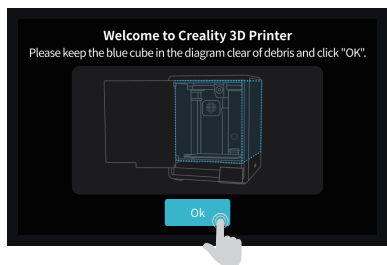 Welcome to Creality 3D Printer
Please keep the blue cube in the diagram clear of debris and click "OK".
Ok